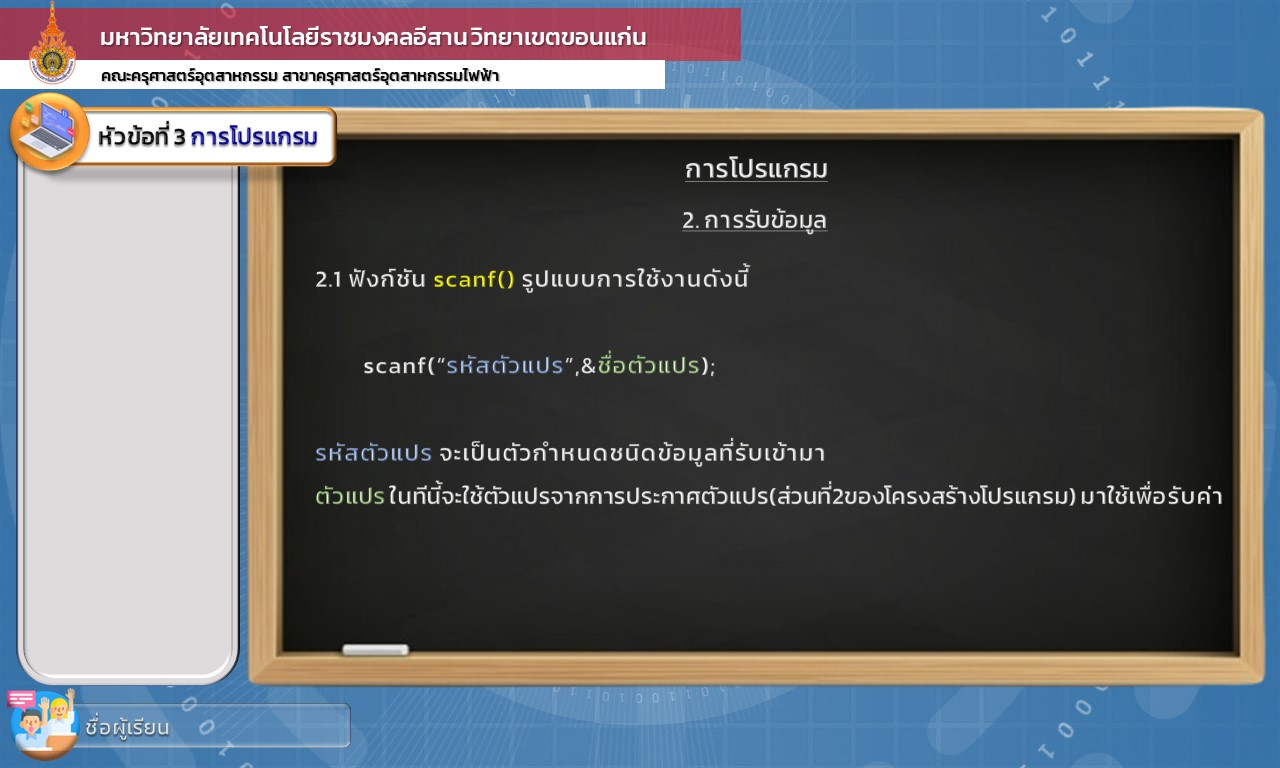 มหาวิทยาลัยเทคโนโลยีราชมงคลอีสาน วิทยาเขตขอนแก่น
คณะครุศาสตร์อุตสาหกรรม สาขาครุศาสตร์อุตสาหกรรมไฟฟ้า
หัวข้อที่ 3 การโปรแกรม
การโปรแกรม
2. การรับข้อมูล
2.1 ฟังก์ชัน scanf() รูปแบบการใช้งานดังนี้
scanf(“รหัสตัวแปร”,&ชื่อตัวแปร);
รหัสตัวแปร จะเป็นตัวกำหนดชนิดข้อมูลที่รับเข้ามา
ตัวแปร ในทีนี้จะใช้ตัวแปรจากการประกาศตัวแปร(ส่วนที่2ของโครงสร้างโปรแกรม) มาใช้เพื่อรับค่า
ชื่อผู้เรียน